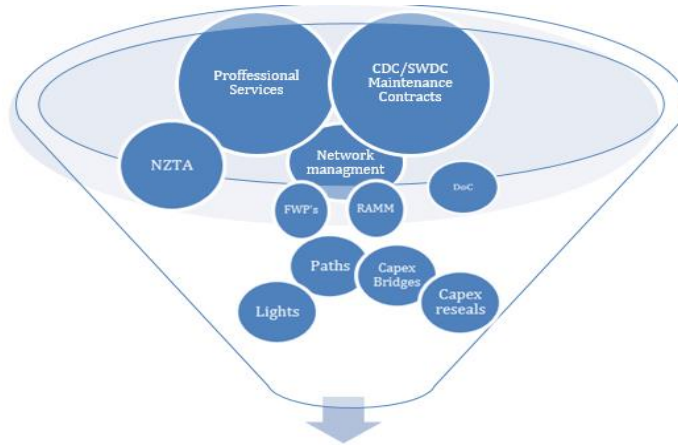 Proffessional
Services
CDC/SWDC
Maintenance
Contracts
NZTA
Network
managment
DoC
FWP's
RAMM
Paths
Capex
Bridges
Lights
Capex
reseals